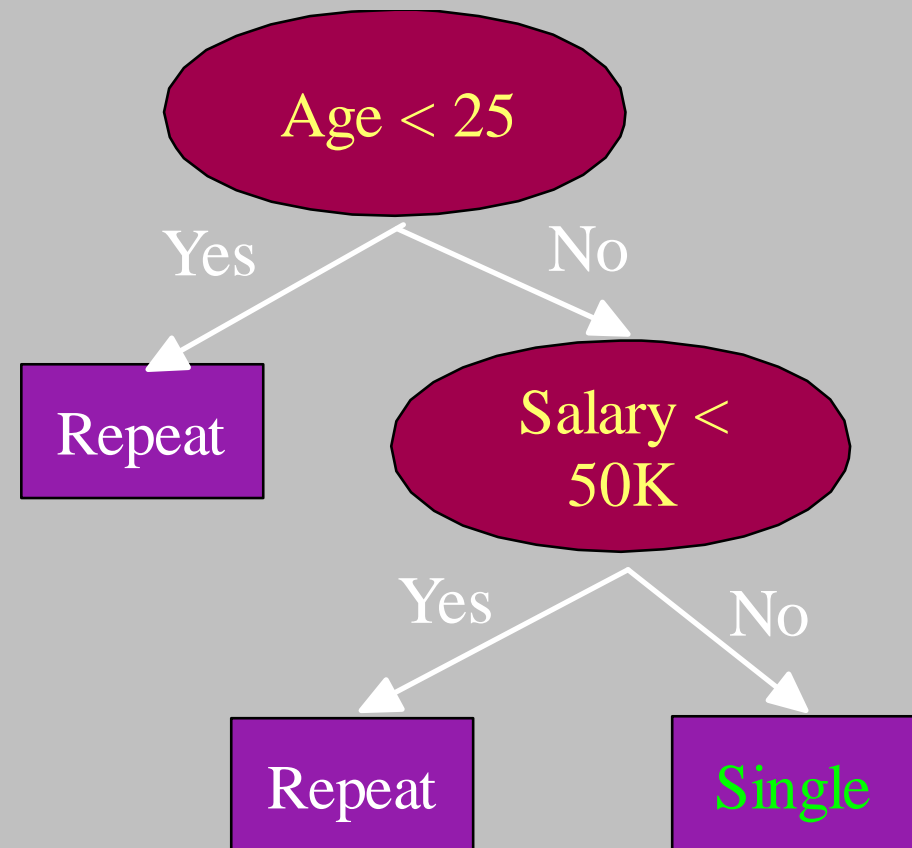 Age < 25
Yes
No
Repeat
Salary <
50K
Yes
No
Repeat
Single